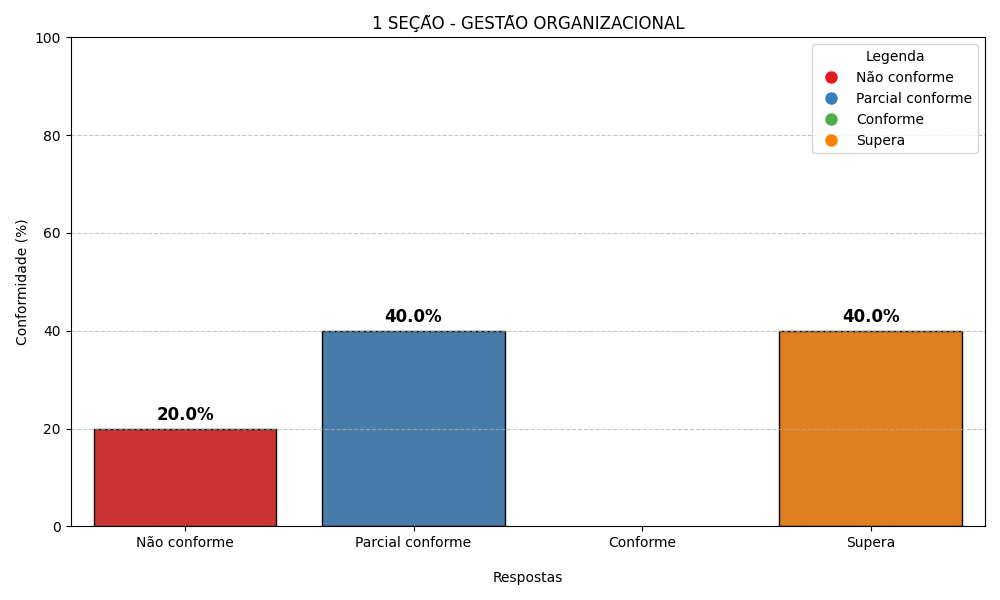 1 SEÇÃO - GESTÃO ORGANIZACIONAL
Legenda
Não conforme
Parcial conforme
Conforme
Supera
Conformidade (%)
100
80
60
40
20
0
20.0%
40.0%
40.0%
Não conforme
Parcial conforme
Conforme
Supera
Respostas